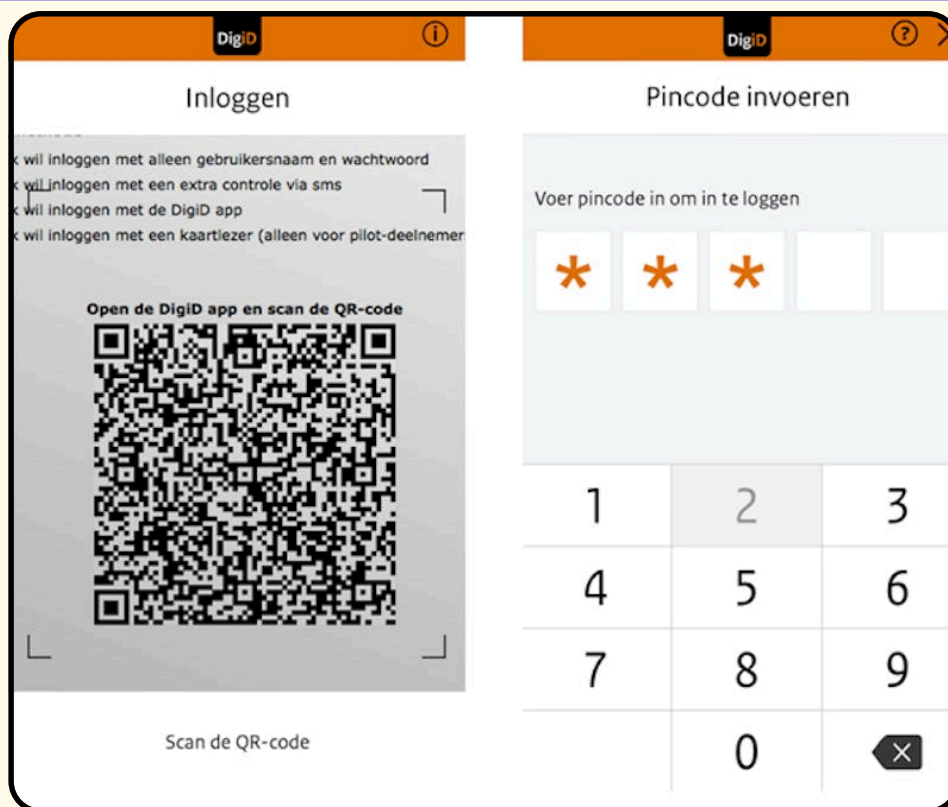 DigiD
Inloggen
k wil inloggen met alleen gebruikersnaam en wachtwoord
k wil inloggen met een extra controle via sms
k wil inloggen met de DigiD app
k wil inloggen met een kaartlezer (alleen voor pilot-deelnemer
Open de DigiD app en scan de QR-code
Scan de QR-code
DigiD
Pincode invoeren
Voer pincode in om in te loggen
* * *
1 2 3
4 5 6
7 8 9
0